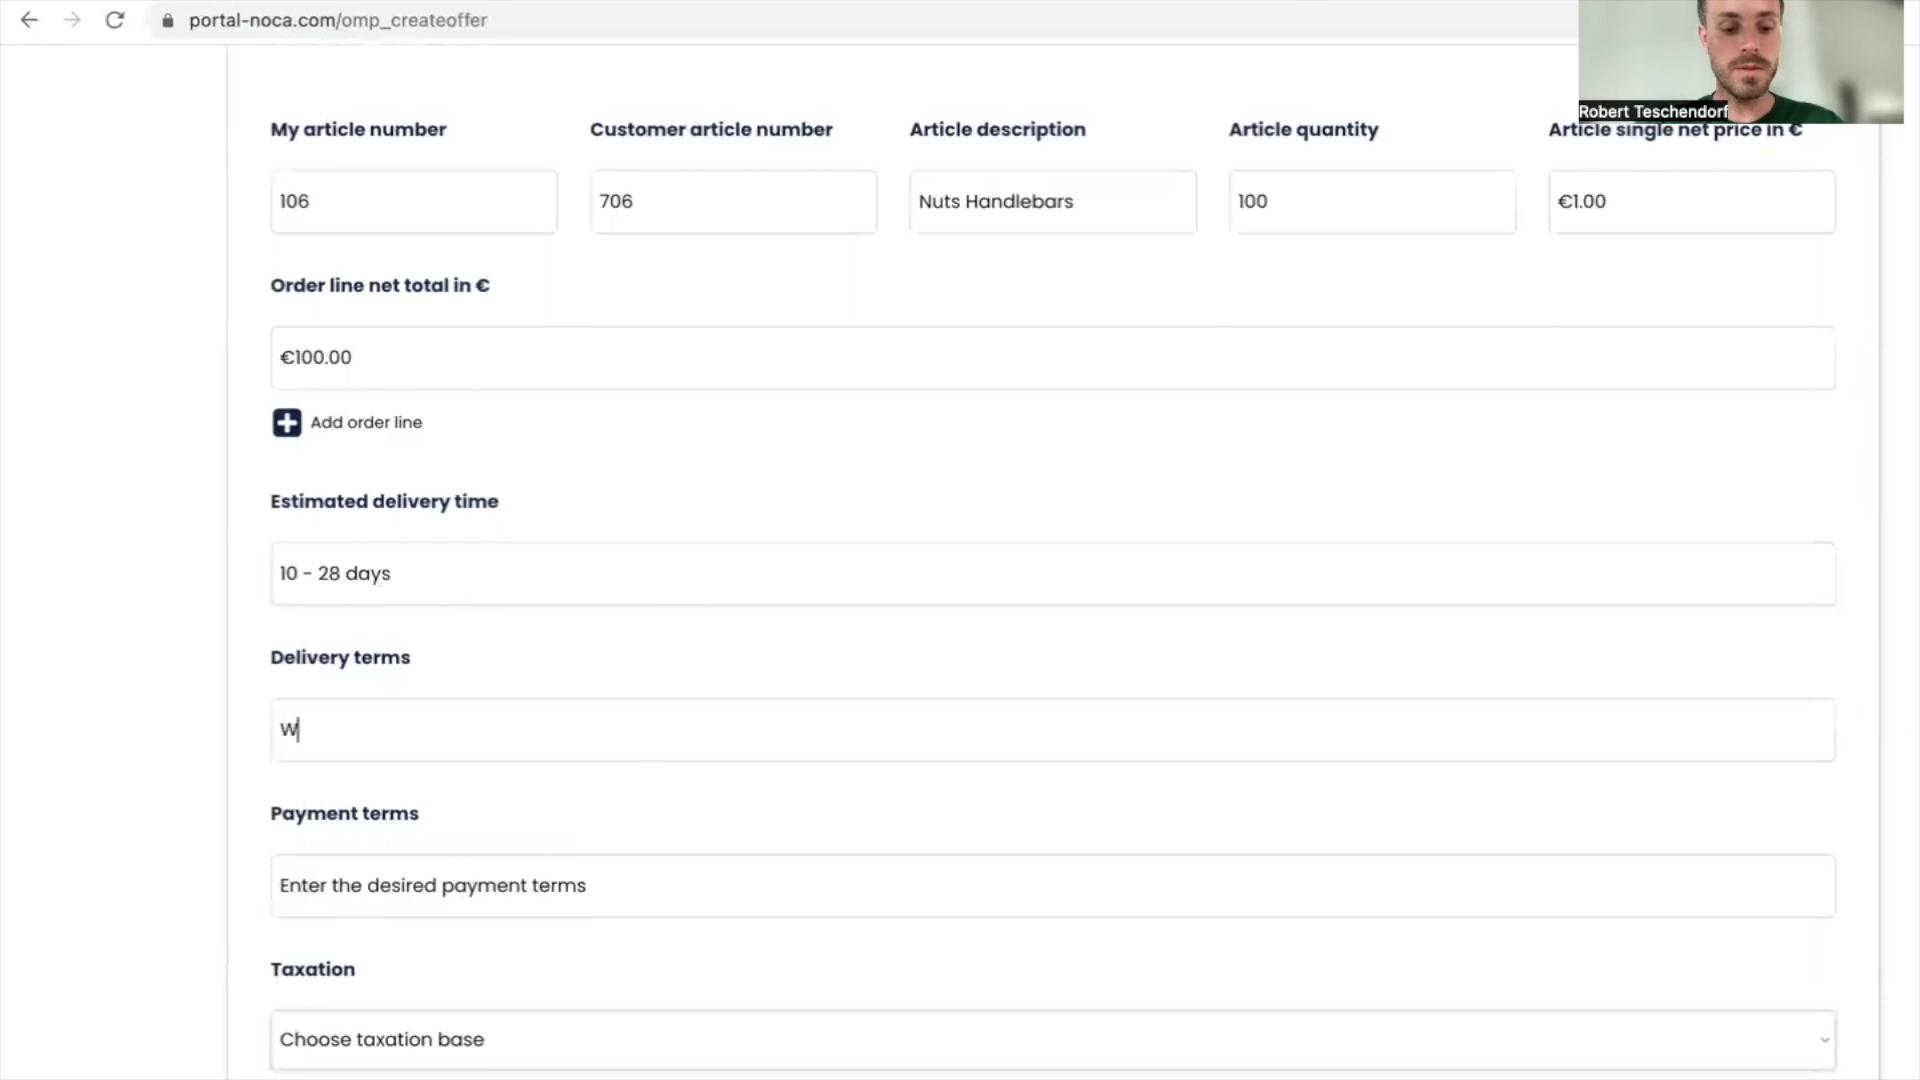 portal-noca.com/omp_createoffer
Robert Teschendorf
My article number
Customer article number
Article description
Article quantity
Article single net price in €
106
706
Nuts Handlebars
100
€1.00
Order line net total in €
€100.00
Add order line
Estimated delivery time
10 - 28 days
Delivery terms
W
Payment terms
Enter the desired payment terms
Taxation
Choose taxation base